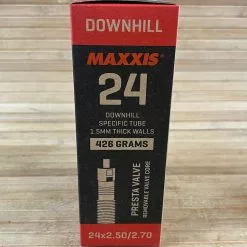 DOWNHILL
MAXXIS
24
DOWNHILL
SPECIFIC TUBE
1.5MM THICK WALLS
426 GRAMS
PRESTA VALVE
REMOVABLE VALVE CORE
24x2.50/2.70